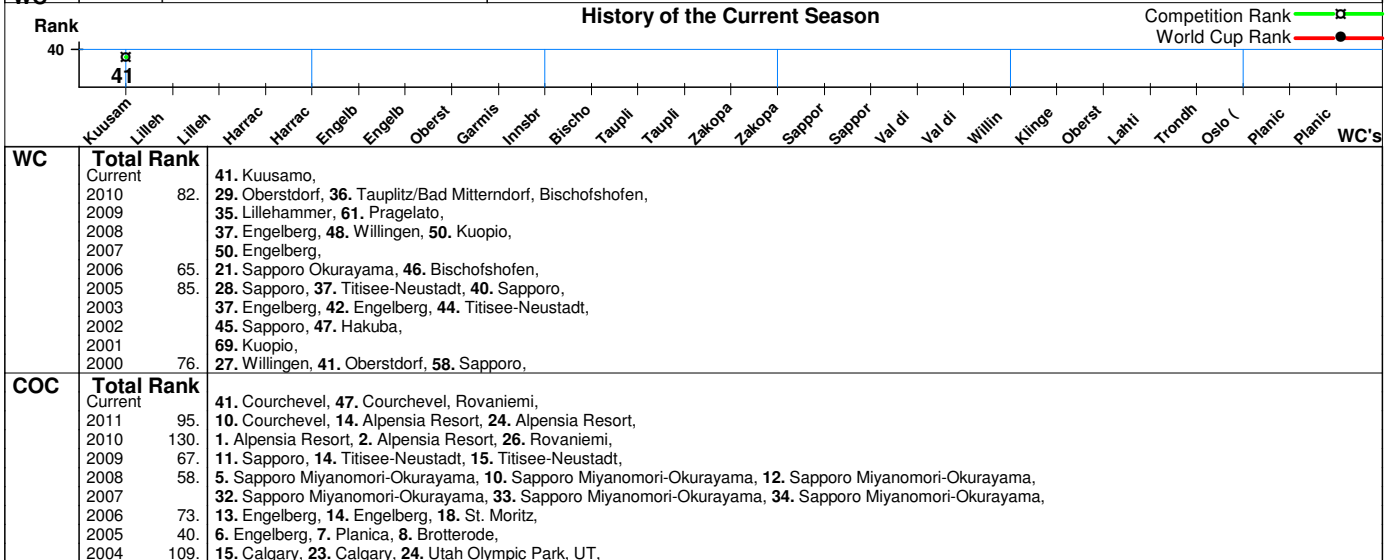 History of the Current Season
Competition Rank
World Cup Rank
Rank
40
41
Kuusam Lilleh Lilleh Harrac Harrac Engelb Engelb Oberst Garmis Innsbr Bischo Taupli Taupli Zakopa Zakopa Sappor Sappor Val di Val di Willin Klinge Oberst Lahti Trondh Oslo ( Planic Planic WC's
WC Total Rank
Current 41. Kuusamo,
2010 82. 29. Oberstdorf, 36. Tauplitz/Bad Mitterndorf, Bischofshofen,
2009 35. Lillehammer, 61. Pragelato,
2008 37. Engelberg, 48. Willingen, 50. Kuopio,
2007 50. Engelberg,
2006 65. 21. Sapporo Okurayama, 46. Bischofshofen,
2005 85. 28. Sapporo, 37. Titisee-Neustadt, 40. Sapporo,
2003 37. Engelberg, 42. Engelberg, 44. Titisee-Neustadt,
2002 45. Sapporo, 47. Hakuba,
2001 69. Kuopio,
2000 76. 27. Willingen, 41. Oberstdorf, 58. Sapporo,
COC Total Rank
Current 41. Courchevel, 47. Courchevel, Rovaniemi,
2011 95. 10. Courchevel, 14. Alpensia Resort, 24. Alpensia Resort,
2010 130. 1. Alpensia Resort, 2. Alpensia Resort, 26. Rovaniemi,
2009 67. 11. Sapporo, 14. Titisee-Neustadt, 15. Titisee-Neustadt,
2008 58. 5. Sapporo Miyanomori-Okurayama, 10. Sapporo Miyanomori-Okurayama, 12. Sapporo Miyanomori-Okurayama,
2007 32. Sapporo Miyanomori-Okurayama, 33. Sapporo Miyanomori-Okurayama, 34. Sapporo Miyanomori-Okurayama,
2006 73. 13. Engelberg, 14. Engelberg, 18. St. Moritz,
2005 40. 6. Engelberg, 7. Planica, 8. Brotterode,
2004 109. 15. Calgary, 23. Calgary, 24. Utah Olympic Park, UT,